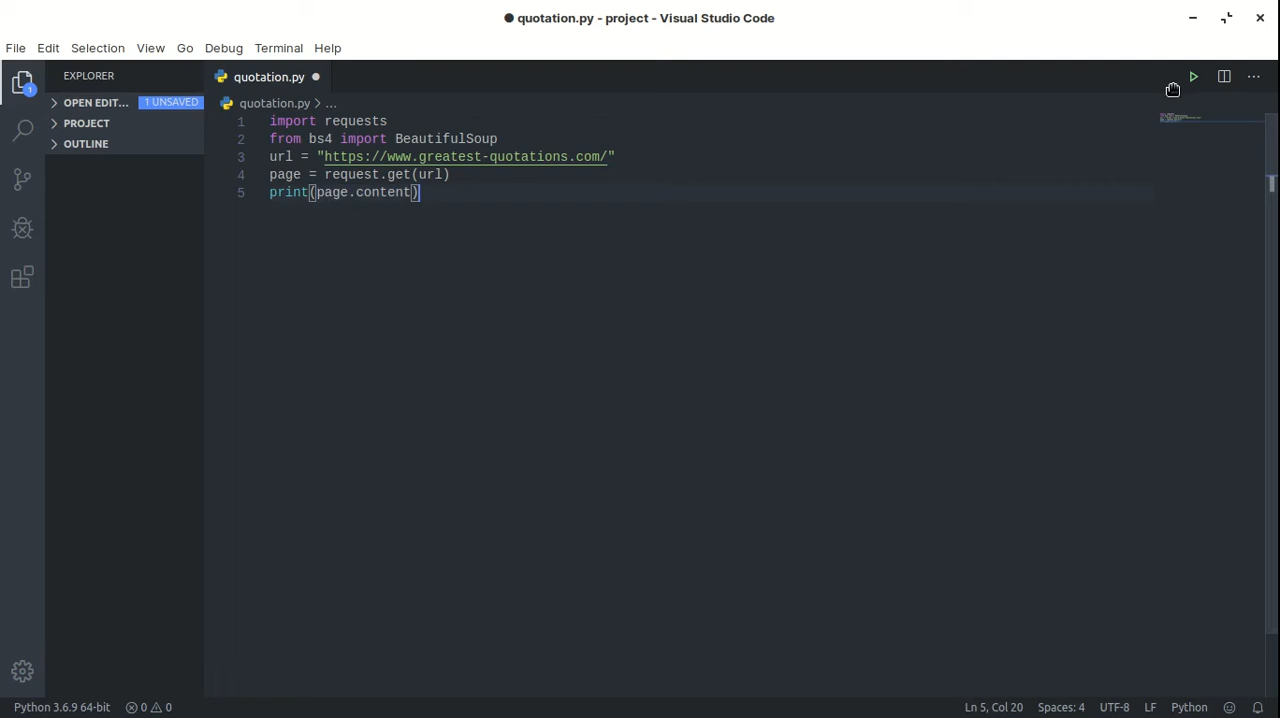 ● quotation.py - project - Visual Studio Code
File Edit Selection View Go Debug Terminal Help
EXPLORER
quotation.py
1
OPEN EDIT... 1 UNSAVED
quotation.py > ...
PROJECT
OUTLINE
1 import requests
2 from bs4 import BeautifulSoup
3 url = "https://www.greatest-quotations.com/"
4 page = request.get(url)
5 print(page.content)
Python 3.6.9 64-bit 0 0 Ln 5, Col 20 Spaces: 4 UTF-8 LF Python